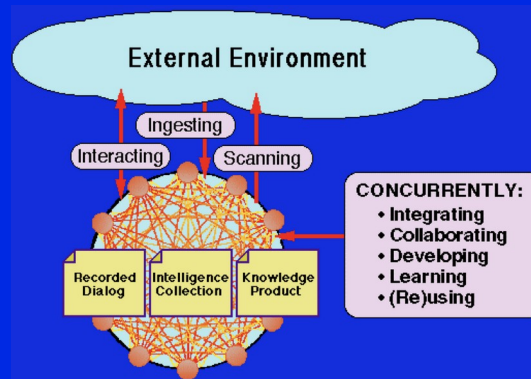 External Environment
Ingesting
Interacting
Scanning
CONCURRENTLY:
• Integrating
• Collaborating
• Developing
• Learning
• (Re)using
Recorded
Dialog
Intelligence
Collection
Knowledge
Product